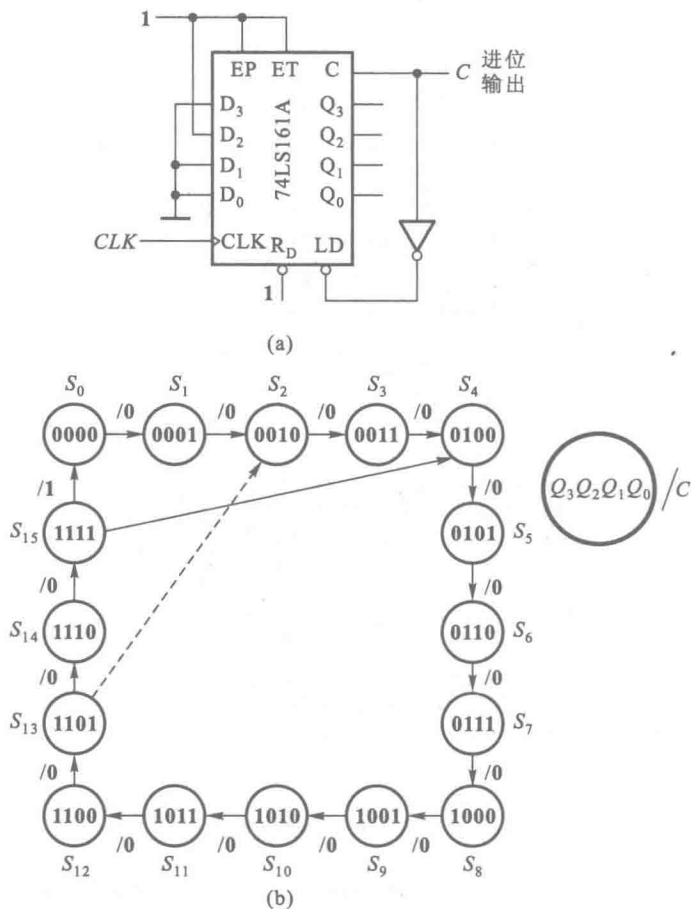 1
EP ET C
C 进位
输出
D3 Q3
D2 Q2
D1 Q1
D0 Q0
74LS161A
CLK CLK RD LD
1
(a)
S0 S1 S2 S3 S4
/0 /0 /0 /0
0000 0001 0010 0011 0100
/1 /0
Q3Q2Q1Q0 /C
S15 1111 0101 S5
/0 /0
S14 1110 0110 S6
/0 /0
S13 1101 0111 S7
/0 /0
1100 1011 1010 1001 1000
/0 /0 /0 /0
S12 S11 S10 S9 S8
(b)